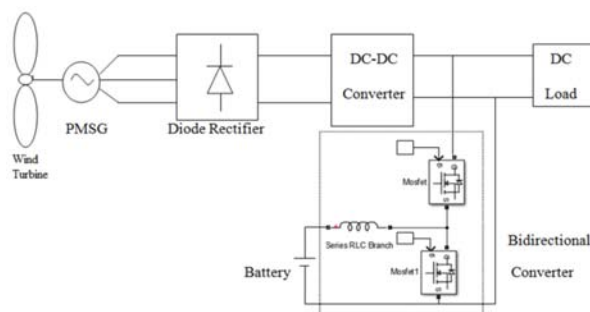 DC-DC
Converter
DC
Load
PMSG
Diode Rectifier
Wind
Turbine
Mosfet
Series RLC Branch
Battery
Mosfet1
Bidirectional
Converter